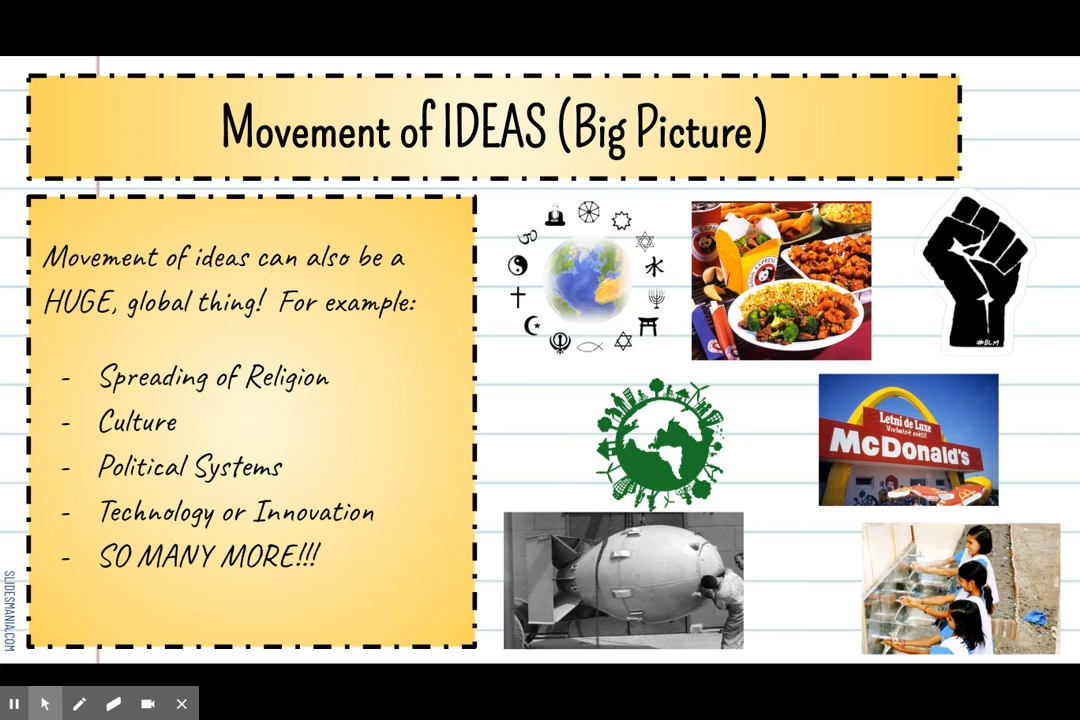 Movement of IDEAS (Big Picture)
Movement of ideas can also be a
HUGE, global thing! For example:
- Spreading of Religion
- Culture
- Political Systems
- Technology or Innovation
- SO MANY MORE!!!
#BLM
Letni de Luxe
McDonald's
SLIDESMANIA.COM